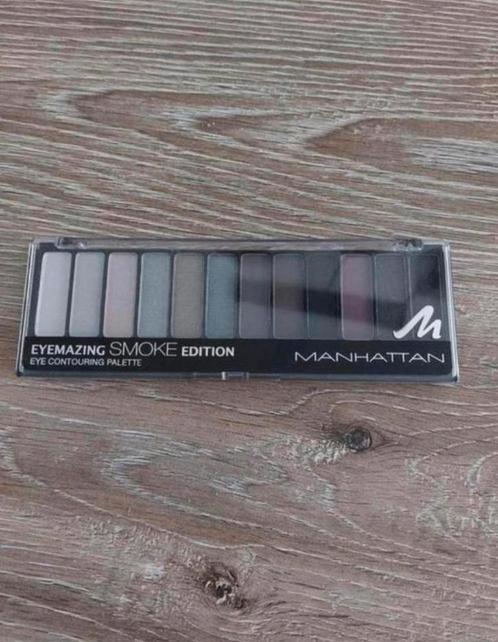 M
EYEMAZING SMOKE EDITION
EYE CONTOURING PALETTE
MANHATTAN